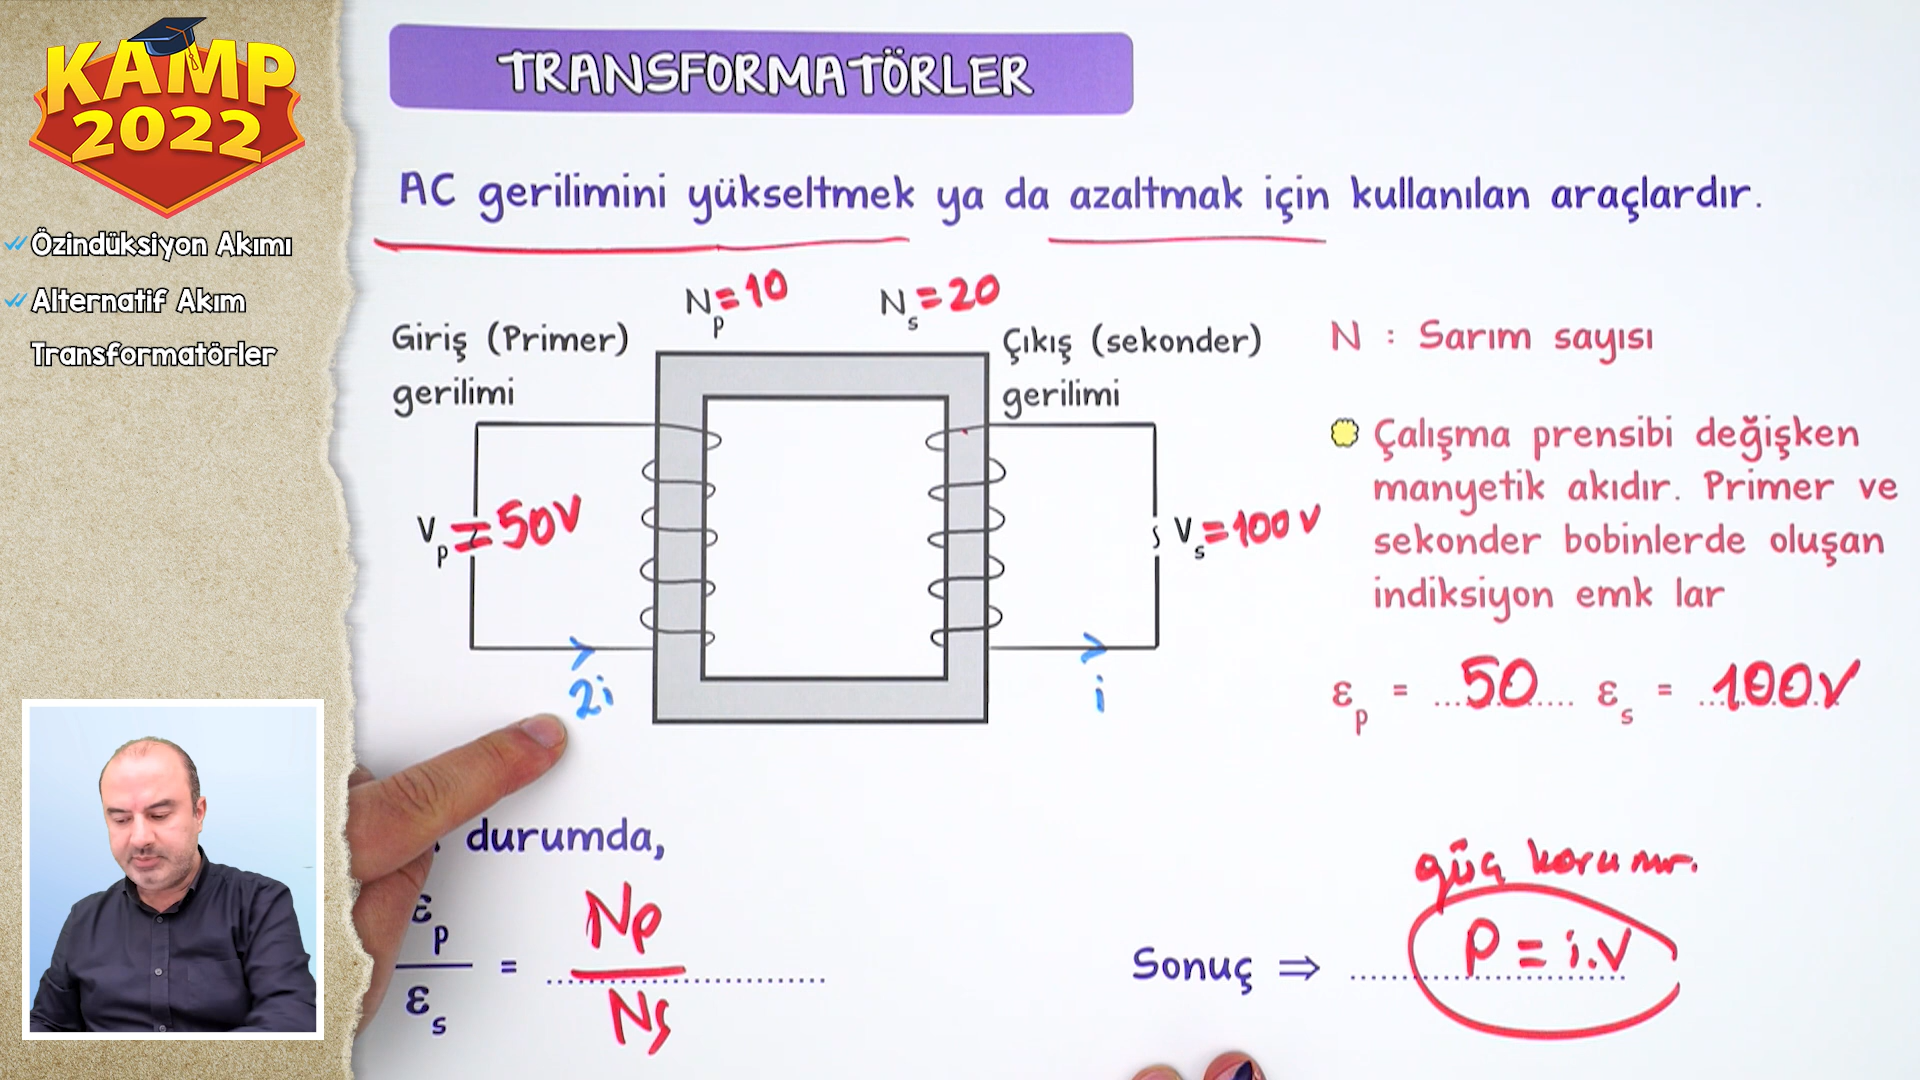 KAMP
2022
Özindüksiyon Akımı
Alternatif Akım
Transformatörler
TRANSFORMATÖRLER
AC gerilimini yükseltmek ya da azaltmak için kullanılan araçlardır.
Np=10
Ns=20
Giriş (Primer)
gerilimi
Çıkış (sekonder)
gerilimi
Vp=50V
Vs=100V
2i
i
N : Sarım sayısı
Çalışma prensibi değişken
manyetik akıdır. Primer ve
sekonder bobinlerde oluşan
indiksiyon emk lar
εp = 50 εs = 100V
durumda,
εp / εs = Np / Ns
güç korunur.
Sonuç ⇒ P = i.V